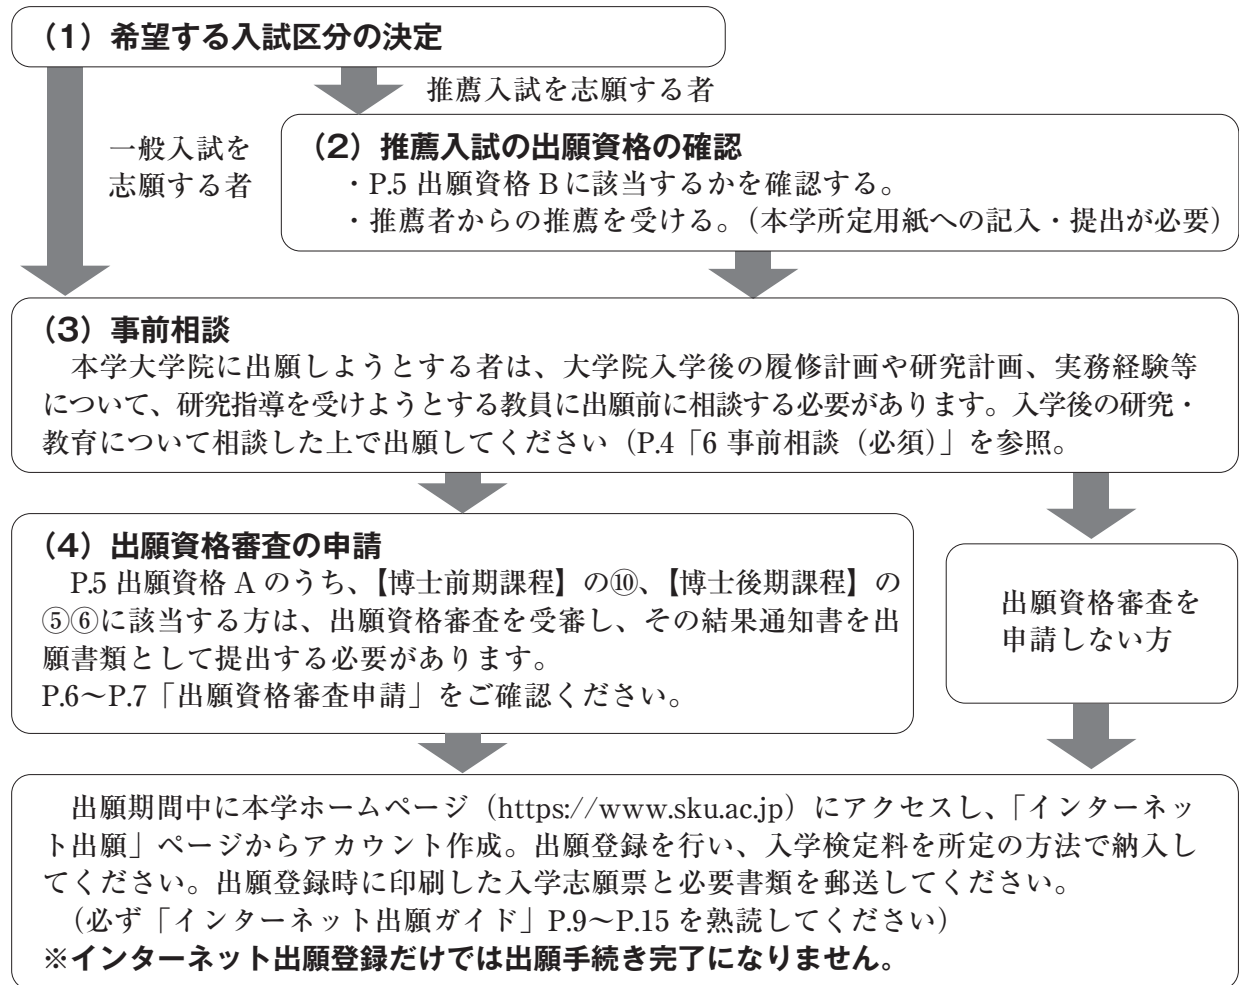 （1）希望する入試区分の決定
推薦入試を志願する者
一般入試を
志願する者
（2）推薦入試の出願資格の確認
・P.5 出願資格 B に該当するかを確認する。
・推薦者からの推薦を受ける。（本学所定用紙への記入・提出が必要）
（3）事前相談
本学大学院に出願しようとする者は、大学院入学後の履修計画や研究計画、実務経験等
について、研究指導を受けようとする教員に出願前に相談する必要があります。入学後の研究・
教育について相談した上で出願してください（P.4「6 事前相談（必須）」を参照。
（4）出願資格審査の申請
P.5 出願資格 A のうち、【博士前期課程】の⑩、【博士後期課程】の
⑤⑥に該当する方は、出願資格審査を受審し、その結果通知書を出
願書類として提出する必要があります。
P.6〜P.7「出願資格審査申請」をご確認ください。
出願資格審査を
申請しない方
出願期間中に本学ホームページ（https://www.sku.ac.jp）にアクセスし、「インターネッ
ト出願」ページからアカウント作成。出願登録を行い、入学検定料を所定の方法で納入し
てください。出願登録時に印刷した入学志願票と必要書類を郵送してください。
（必ず「インターネット出願ガイド」P.9〜P.15 を熟読してください）
※インターネット出願登録だけでは出願手続き完了になりません。